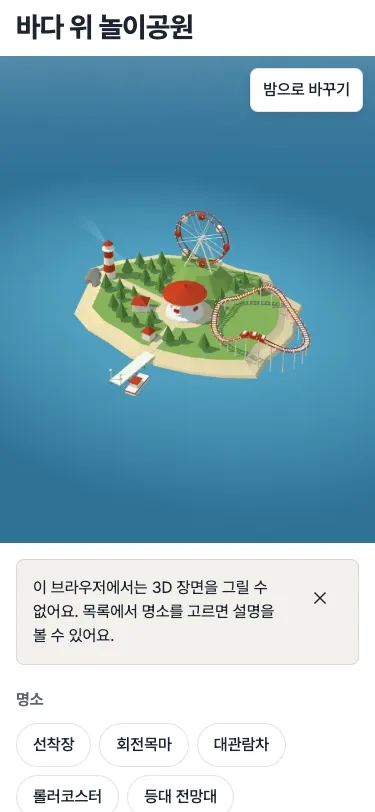 바다 위 놀이공원
밤으로 바꾸기
이 브라우저에서는 3D 장면을 그릴 수
없어요. 목록에서 명소를 고르면 설명을
볼 수 있어요.
명소
선착장
회전목마
대관람차
롤러코스터
등대 전망대